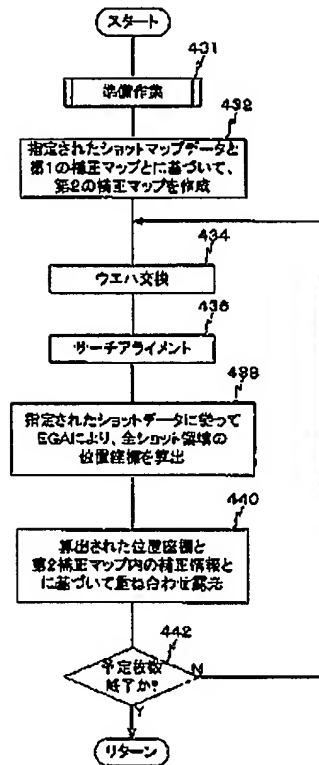 スタート
431
準備作業
432
指定されたショットマップデータと
第1の補正マップとに基づいて、
第2の補正マップを作成
434
ウエハ交換
436
サーチアライメント
438
指定されたショットデータに従って
EGAにより、全ショット領域の
位置座標を算出
440
算出された位置座標と
第2補正マップ内の補正情報と
に基づいて重ね合わせ露光
442
予定枚数
終了か?
N
Y
リターン